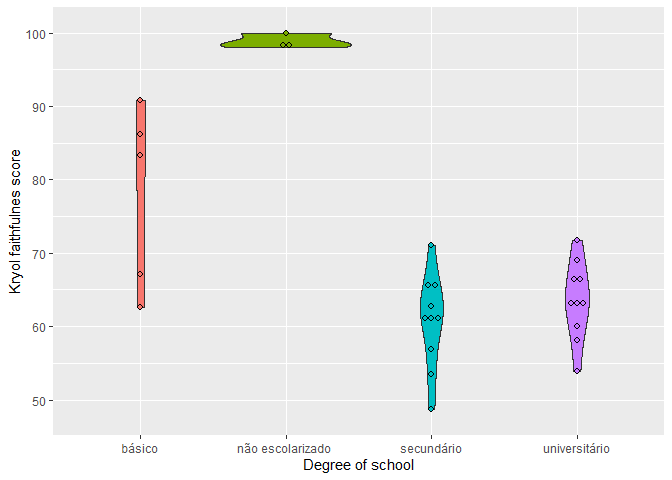 Kryol faithfulnes score
100
90
80
70
60
50
básico
não escolarizado
secundário
universitário
Degree of school